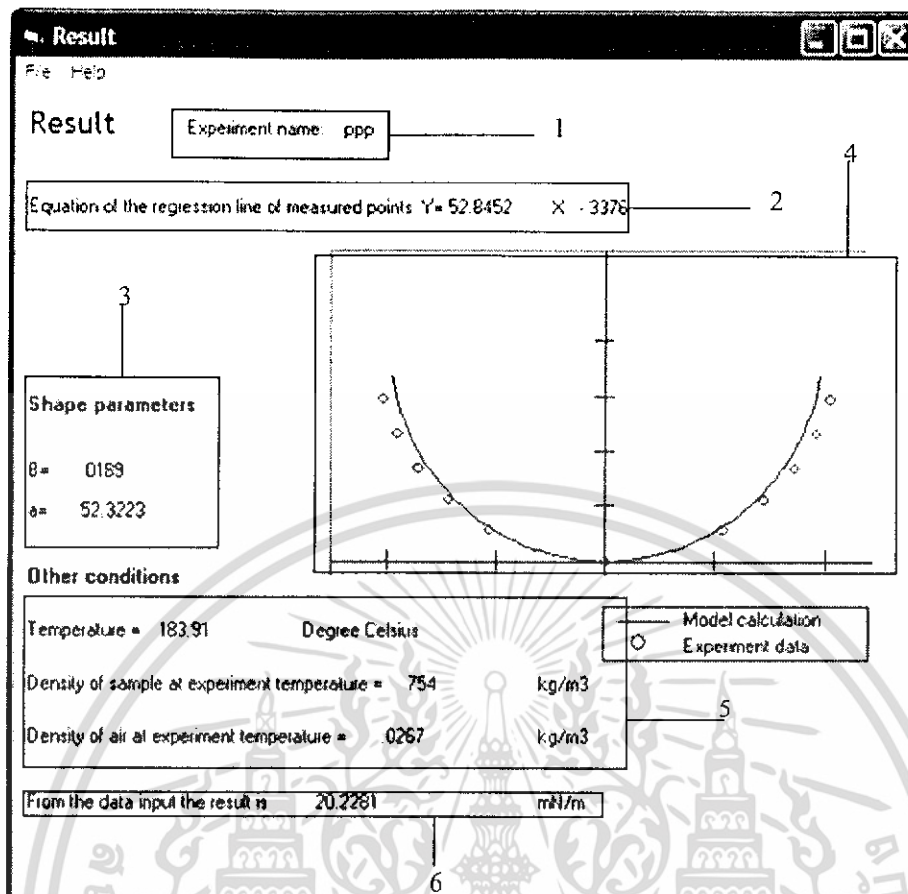 Result
File Help
Result
Experiment name: ppp
1
4
Equation of the regression line of measured points Y= 52.8452 X -.3376
2
3
Shape parameters
B= .0189
a= 52.3223
Other conditions
Temperature = 183.91 Degree Celsius
Model calculation
Experiment data
Density of sample at experiment temperature = 754 kg/m3
5
Density of air at experiment temperature = .0267 kg/m3
From the data input the result is 20.2281 mN/m
6